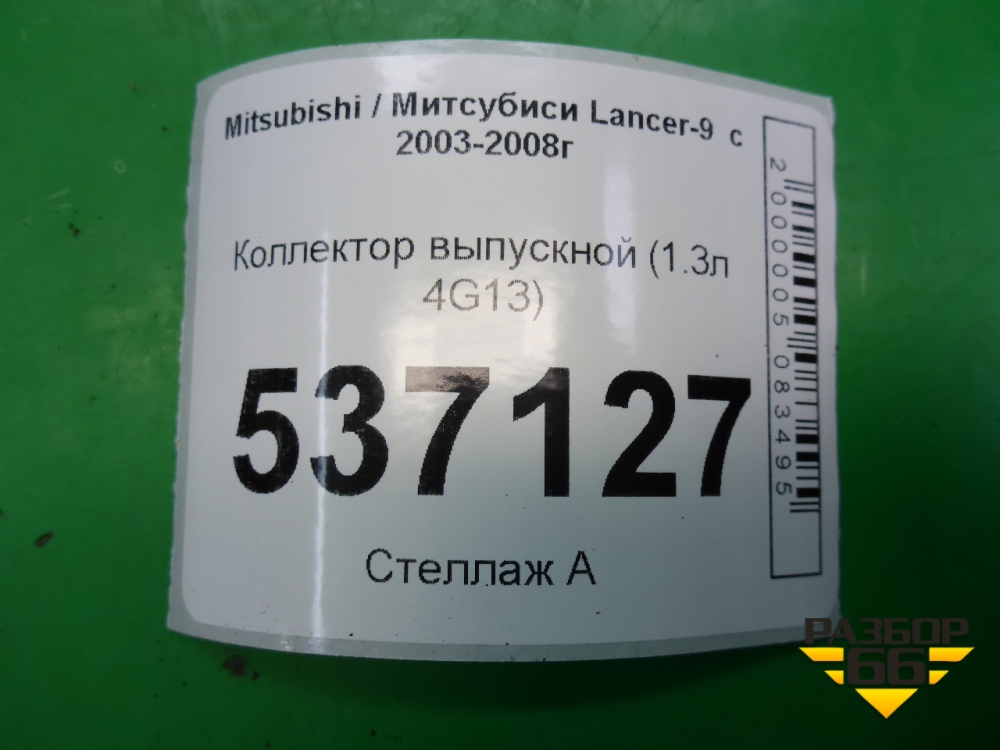 Mitsubishi / Митсубиси Lancer-9 с
2003-2008г
Коллектор выпускной (1.3л
4G13)
537127
Стеллаж А
2000005083495
РАЗБОР
66